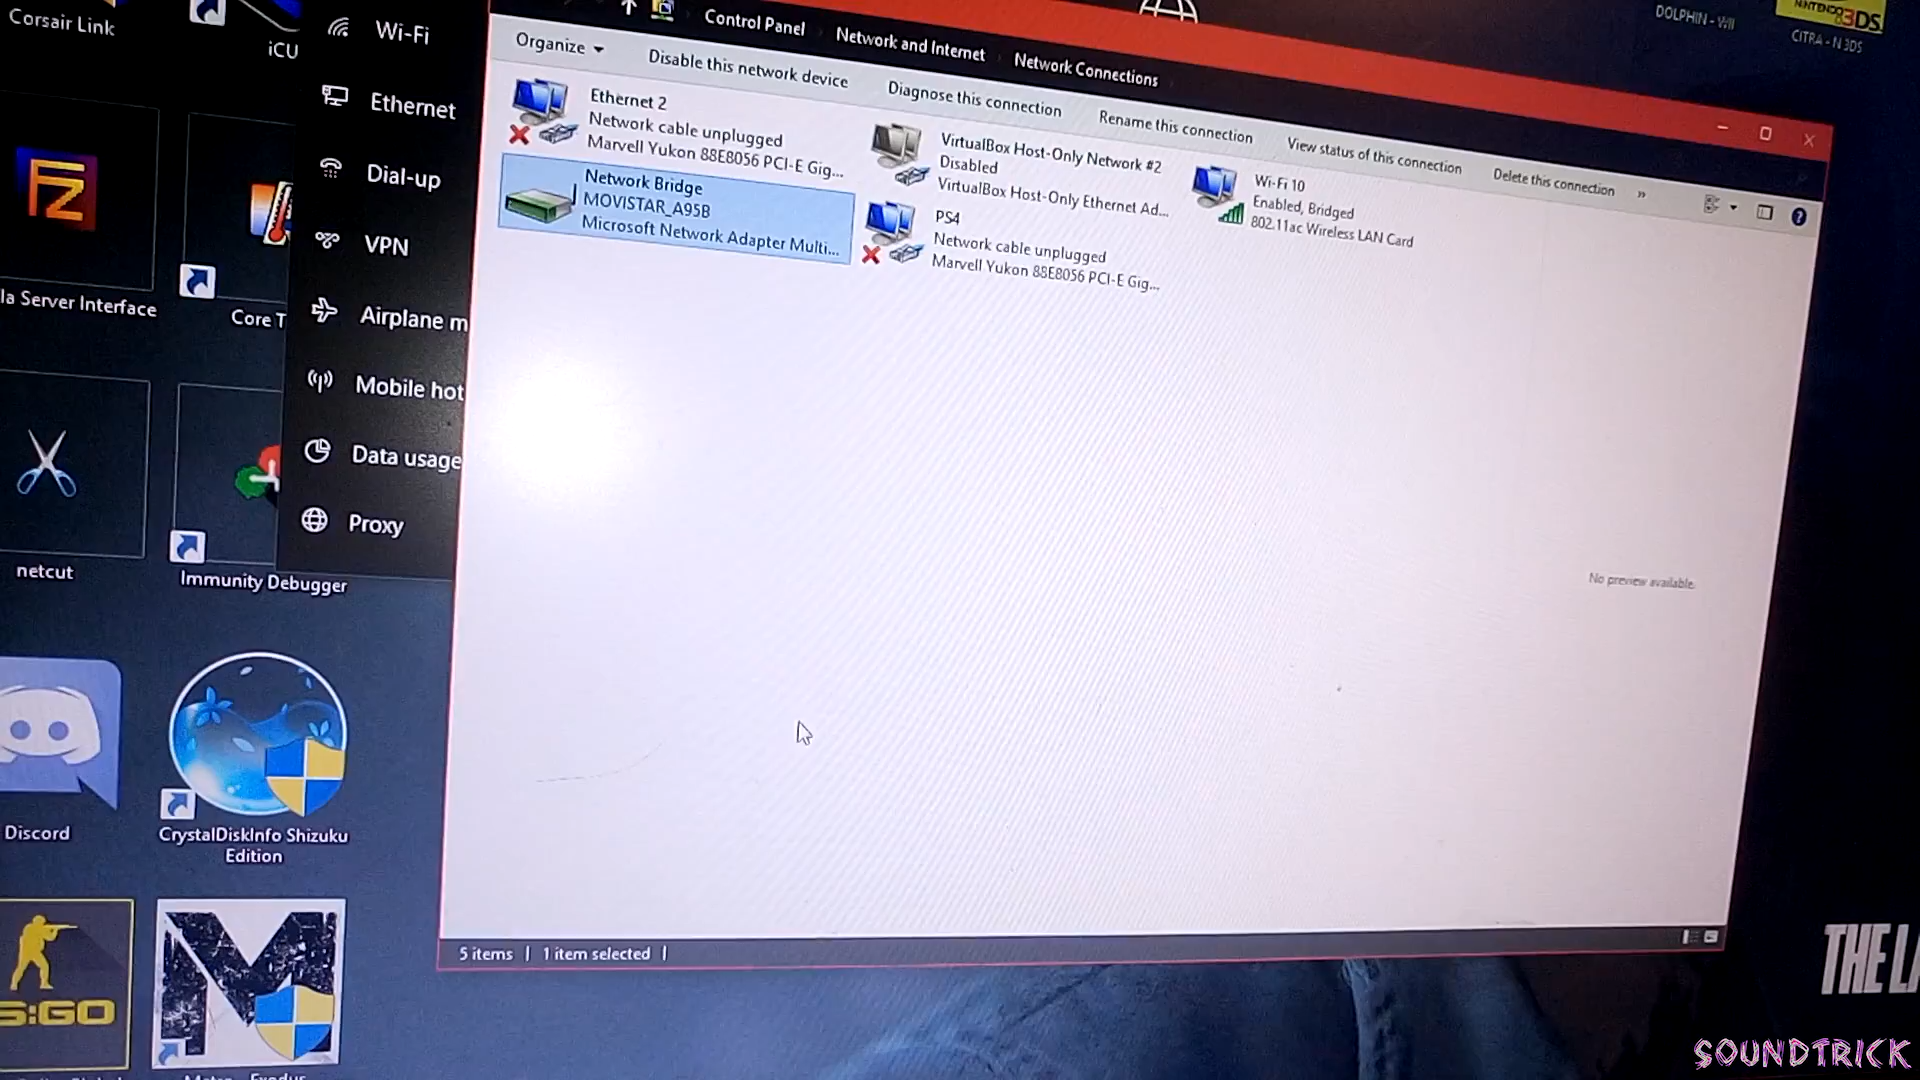 Corsair Link
iCU
la Server Interface
Core T
netcut
Immunity Debugger
Discord
CrystalDiskInfo Shizuku
Edition
S:GO
Wi-Fi
Ethernet
Dial-up
VPN
Airplane m
Mobile hot
Data usage
Proxy
Control Panel
Network and Internet
Network Connections
Organize
Disable this network device
Diagnose this connection
Rename this connection
View status of this connection
Delete this connection
»
Ethernet 2
Network cable unplugged
Marvell Yukon 88E8056 PCI-E Gig...
Network Bridge
MOVISTAR_A95B
Microsoft Network Adapter Multi...
VirtualBox Host-Only Network #2
Disabled
VirtualBox Host-Only Ethernet Ad...
PS4
Network cable unplugged
Marvell Yukon 88E8056 PCI-E Gig...
Wi-Fi 10
Enabled, Bridged
802.11ac Wireless LAN Card
No preview available.
5 items
1 item selected
DOLPHIN - WII
NINTENDO 3DS
CITRA - N 3DS
THE LA
SOUNDTRICK